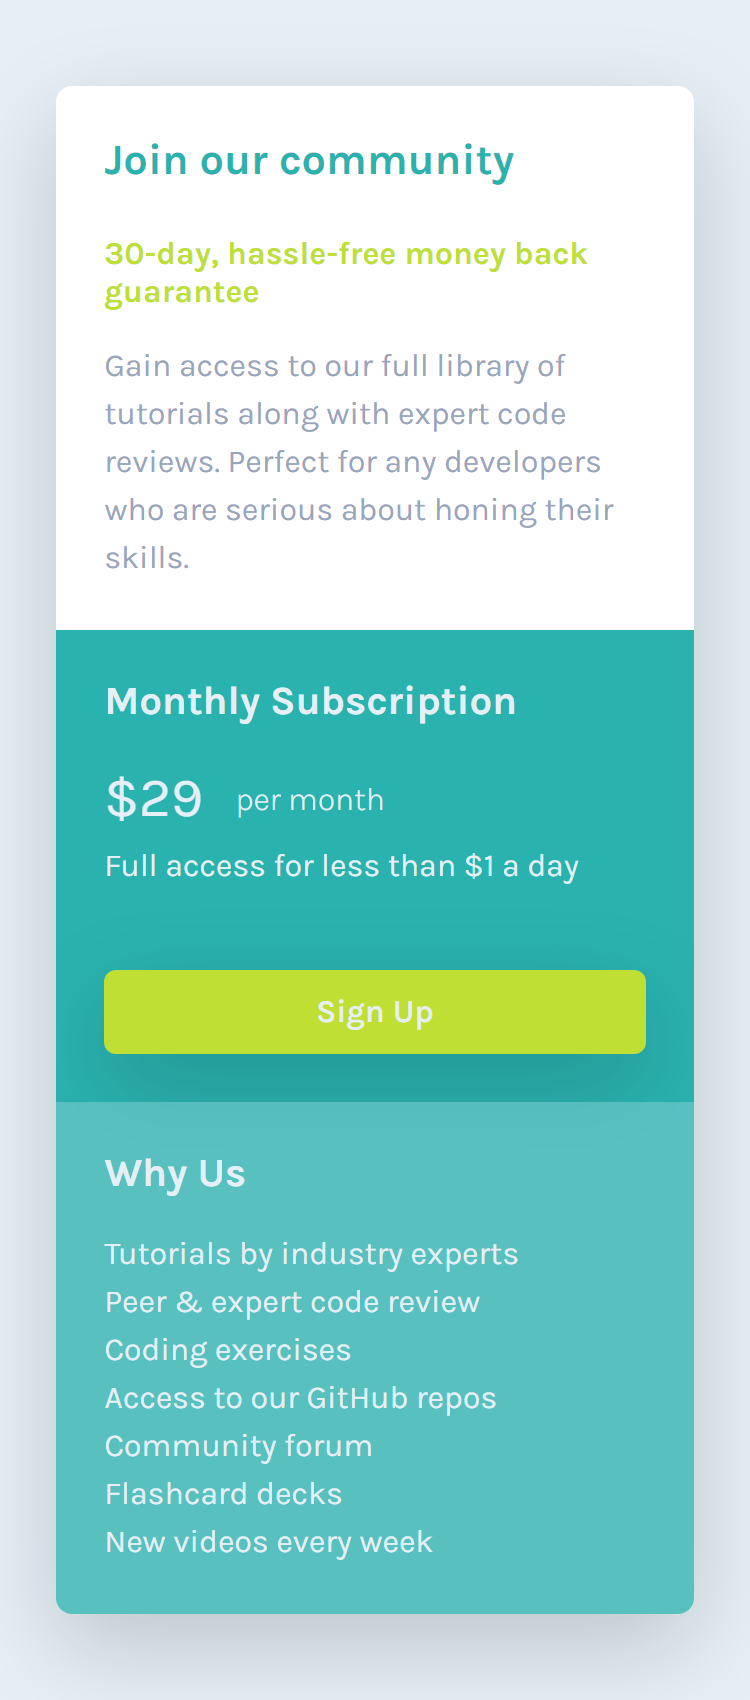 Join our community
30-day, hassle-free money back
guarantee
Gain access to our full library of
tutorials along with expert code
reviews. Perfect for any developers
who are serious about honing their
skills.
Monthly Subscription
$29 per month
Full access for less than $1 a day
Sign Up
Why Us
Tutorials by industry experts
Peer & expert code review
Coding exercises
Access to our GitHub repos
Community forum
Flashcard decks
New videos every week